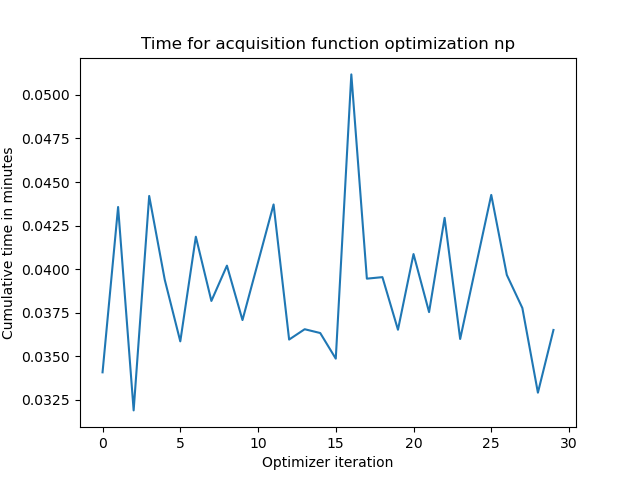 Time for acquisition function optimization np
Cumulative time in minutes
0.0500
0.0475
0.0450
0.0425
0.0400
0.0375
0.0350
0.0325
0 5 10 15 20 25 30
Optimizer iteration